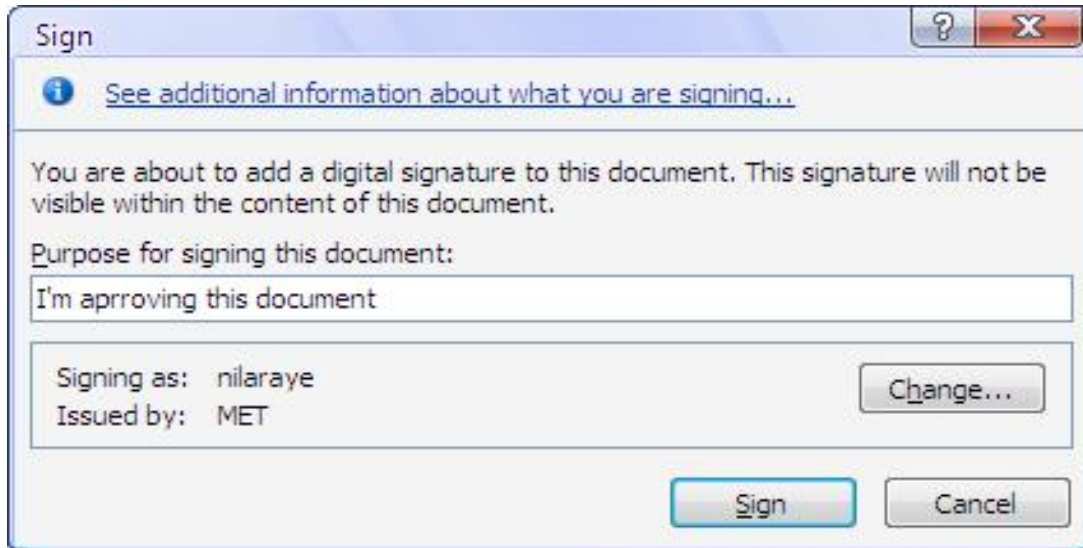 Sign
See additional information about what you are signing...
You are about to add a digital signature to this document. This signature will not be
visible within the content of this document.
Purpose for signing this document:
I'm aprroving this document
Signing as: nilaraye
Change...
Issued by: MET
Sign
Cancel